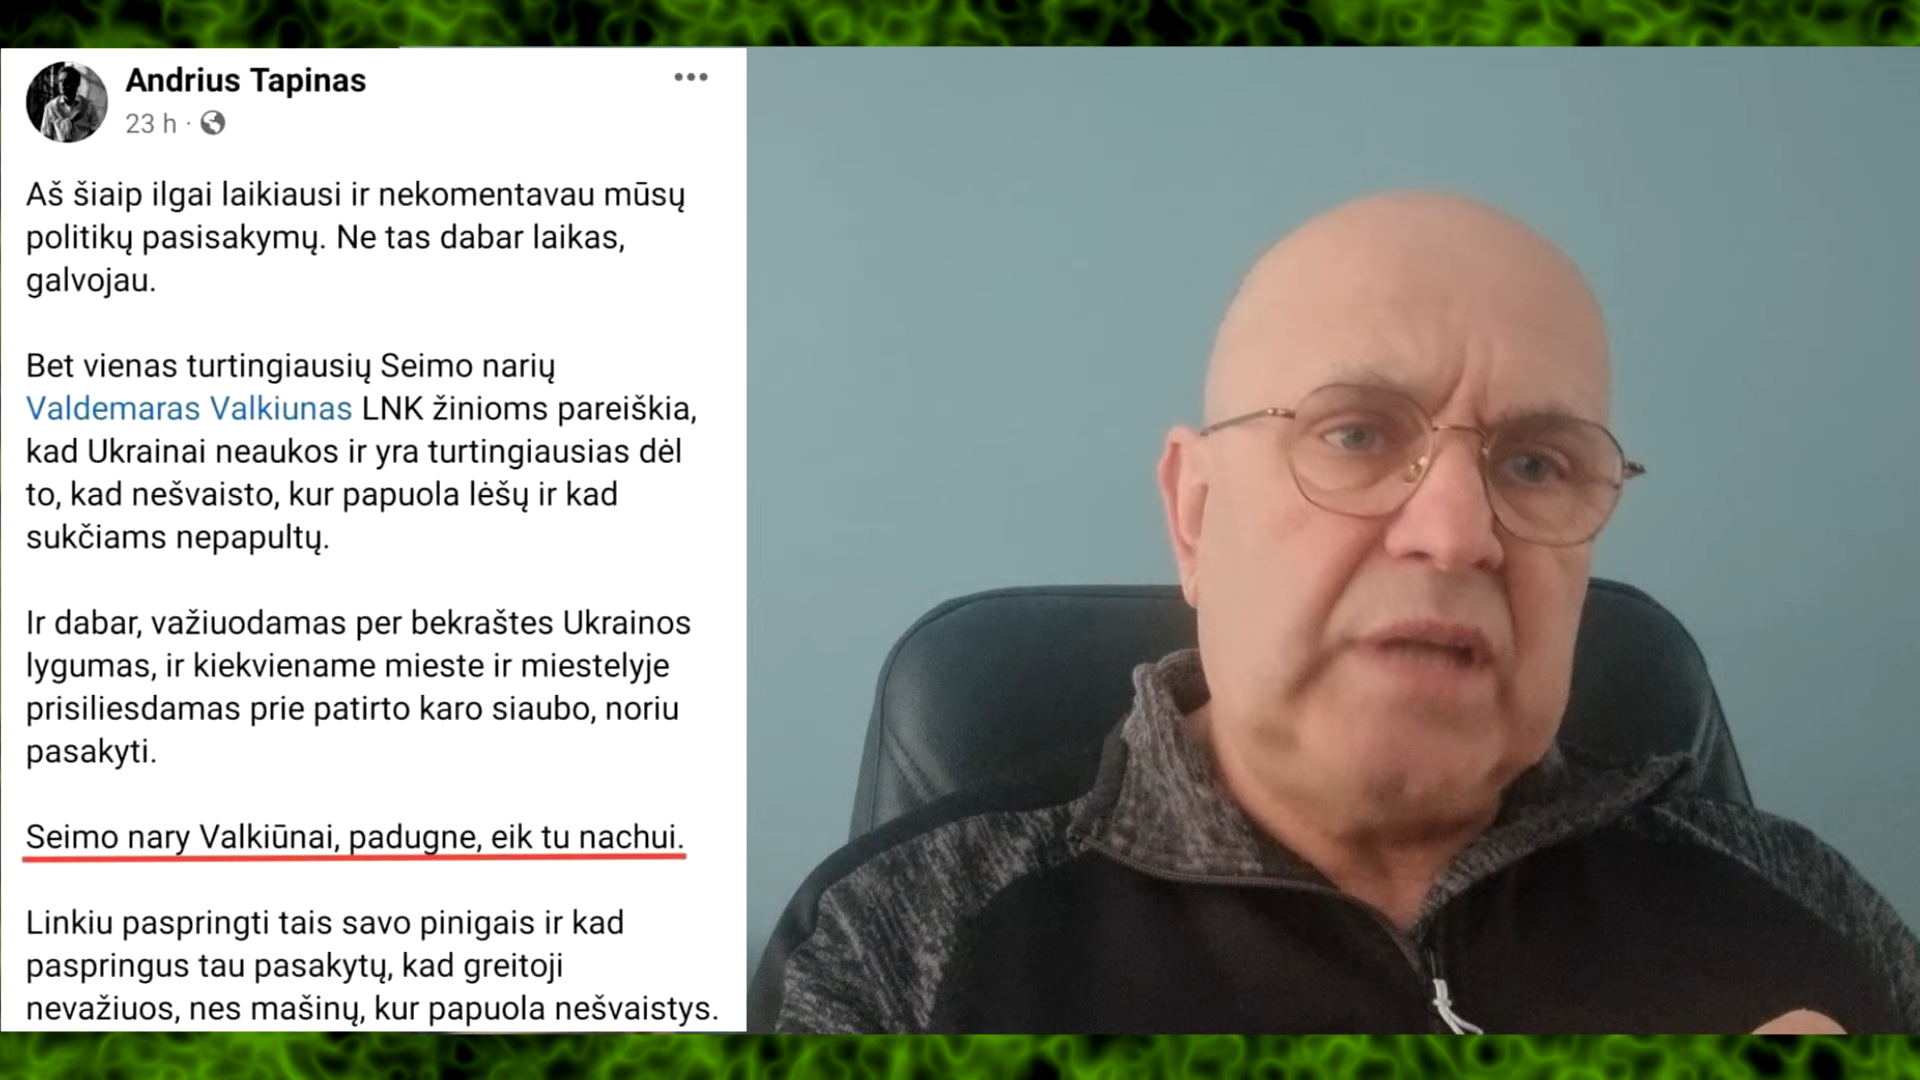 Andrius Tapinas
23 h ·
Aš šiaip ilgai laikiausi ir nekomentavau mūsų
politikų pasisakymų. Ne tas dabar laikas,
galvojau.
Bet vienas turtingiausių Seimo narių
Valdemaras Valkiunas LNK žinioms pareiškia,
kad Ukrainai neaukos ir yra turtingiausias dėl
to, kad nešvaisto, kur papuola lėšų ir kad
sukčiams nepapultų.
Ir dabar, važiuodamas per bekraštes Ukrainos
lygumas, ir kiekviename mieste ir miestelyje
prisiliesdamas prie patirto karo siaubo, noriu
pasakyti.
Seimo nary Valkiūnai, padugne, eik tu nachui.
Linkiu paspringti tais savo pinigais ir kad
paspringus tau pasakytų, kad greitoji
nevažiuos, nes mašinų, kur papuola nešvaistys.